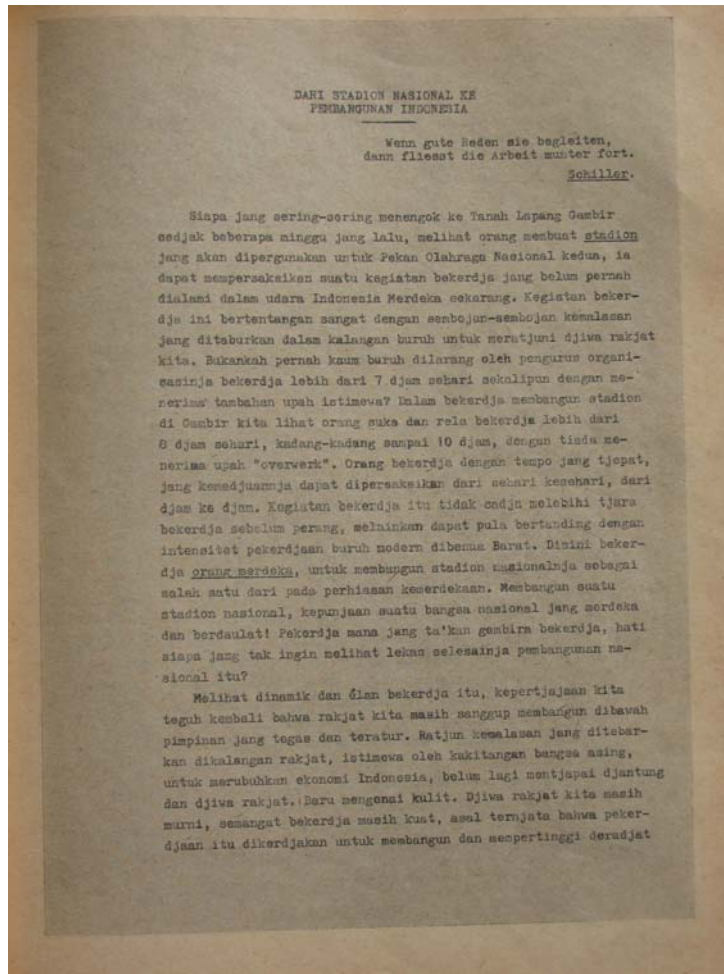 DARI STADION NASIONAL KE
PEMBANGUNAN INDONESIA
Wenn gute Reden sie begleiten,
dann fliesst die Arbeit munter fort.
Schiller.
Siapa jang sering-sering menengok ke Tanah Lapang Gambir
sedjak beberapa minggu jang lalu, melihat orang membuat stadion
jang akan dipergunakan untuk Pekan Olahraga Nasional kedua, ia
dapat mempersaksikan suatu kegiatan bekerdja jang belum pernah
dialami dalam udara Indonesia Merdeka sekarang. Kegiatan beker-
dja ini bertentangan sangat dengan sembojan-sembojan kemalasan
jang ditaburkan dalam kalangan buruh untuk meratjuni djiwa rakjat
kita. Bukankah pernah kaum buruh dilarang oleh pengurus organi-
sasinja bekerdja lebih dari 7 djam sehari sekalipun dengan me-
nerima tambahan upah istimewa? Dalam bekerdja membangun stadion
di Gambir kita lihat orang suka dan rela bekerdja lebih dari
8 djam sehari, kadang-kadang sampai 10 djam, dengan tiada me-
nerima upah "overwerk". Orang bekerdja dengan tempo jang tjepat,
jang kemadjuannja dapat dipersaksikan dari sehari kesehari, dari
djam ke djam. Kegiatan bekerdja itu tidak sadja melebihi tjara
bekerdja sebelum perang, melainkan dapat pula bertanding dengan
intensitet pekerdjaan buruh modern dibenua Barat. Disini beker-
dja orang merdeka, untuk membangun stadion nasionalnja sebagai
salah satu dari pada perhiasan kemerdekaan. Membangun suatu
stadion nasional, kepunjaan suatu bangsa nasional jang merdeka
dan berdaulat! Pekerdja mana jang ta'kan gembira bekerdja, hati
siapa jang tak ingin melihat lekas selesainja pembangunan na-
sional itu?
Melihat dinamik dan élan bekerdja itu, kepertjajaan kita
teguh kembali bahwa rakjat kita masih sanggup membangun dibawah
pimpinan jang tegas dan teratur. Ratjun kemalasan jang ditebar-
kan dikalangan rakjat, istimewa oleh kakitangan bangsa asing,
untuk merubuhkan ekonomi Indonesia, belum lagi mentjapai djantung
dan djiwa rakjat. Baru mengenai kulit. Djiwa rakjat kita masih
murni, semangat bekerdja masih kuat, asal ternjata bahwa peker-
djaan itu dikerdjakan untuk membangun dan mempertinggi deradjat